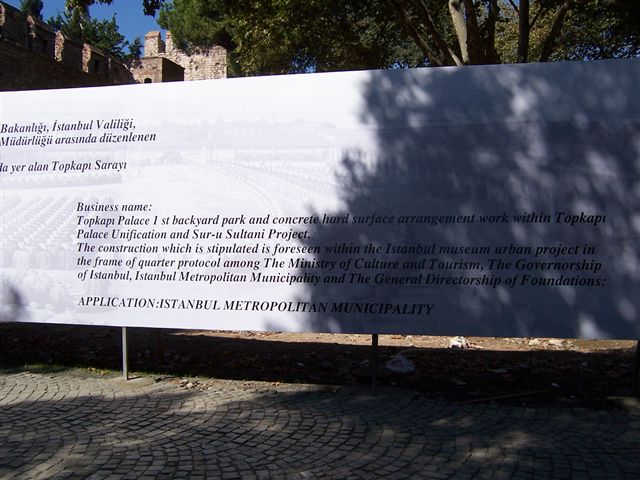 Bakanlığı, İstanbul Valiliği,
Müdürlüğü arasında düzenlenen
da yer alan Topkapı Sarayı
Business name:
Topkapı Palace 1 st backyard park and concrete hard surface arrangement work within Topkapı
Palace Unification and Sur-u Sultani Project.
The construction which is stipulated is foreseen within the Istanbul museum urban project in
the frame of quarter protocol among The Ministry of Culture and Tourism, The Governorship
of Istanbul, Istanbul Metropolitan Municipality and The General Directorship of Foundations:
APPLICATION:ISTANBUL METROPOLITAN MUNICIPALITY